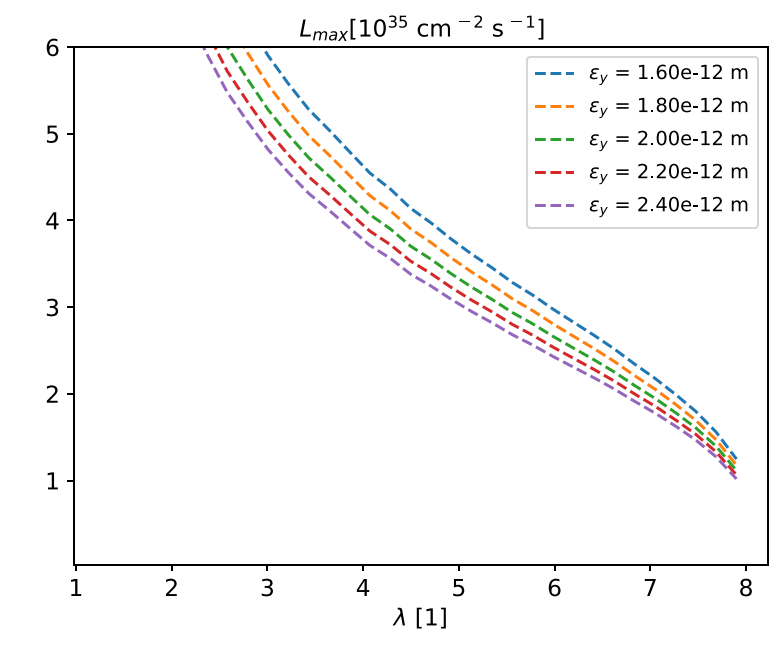 L_max[10^35 cm^−2 s^−1]
6
5
4
3
2
1
ε_y = 1.60e-12 m
ε_y = 1.80e-12 m
ε_y = 2.00e-12 m
ε_y = 2.20e-12 m
ε_y = 2.40e-12 m
1 2 3 4 5 6 7 8
λ [1]